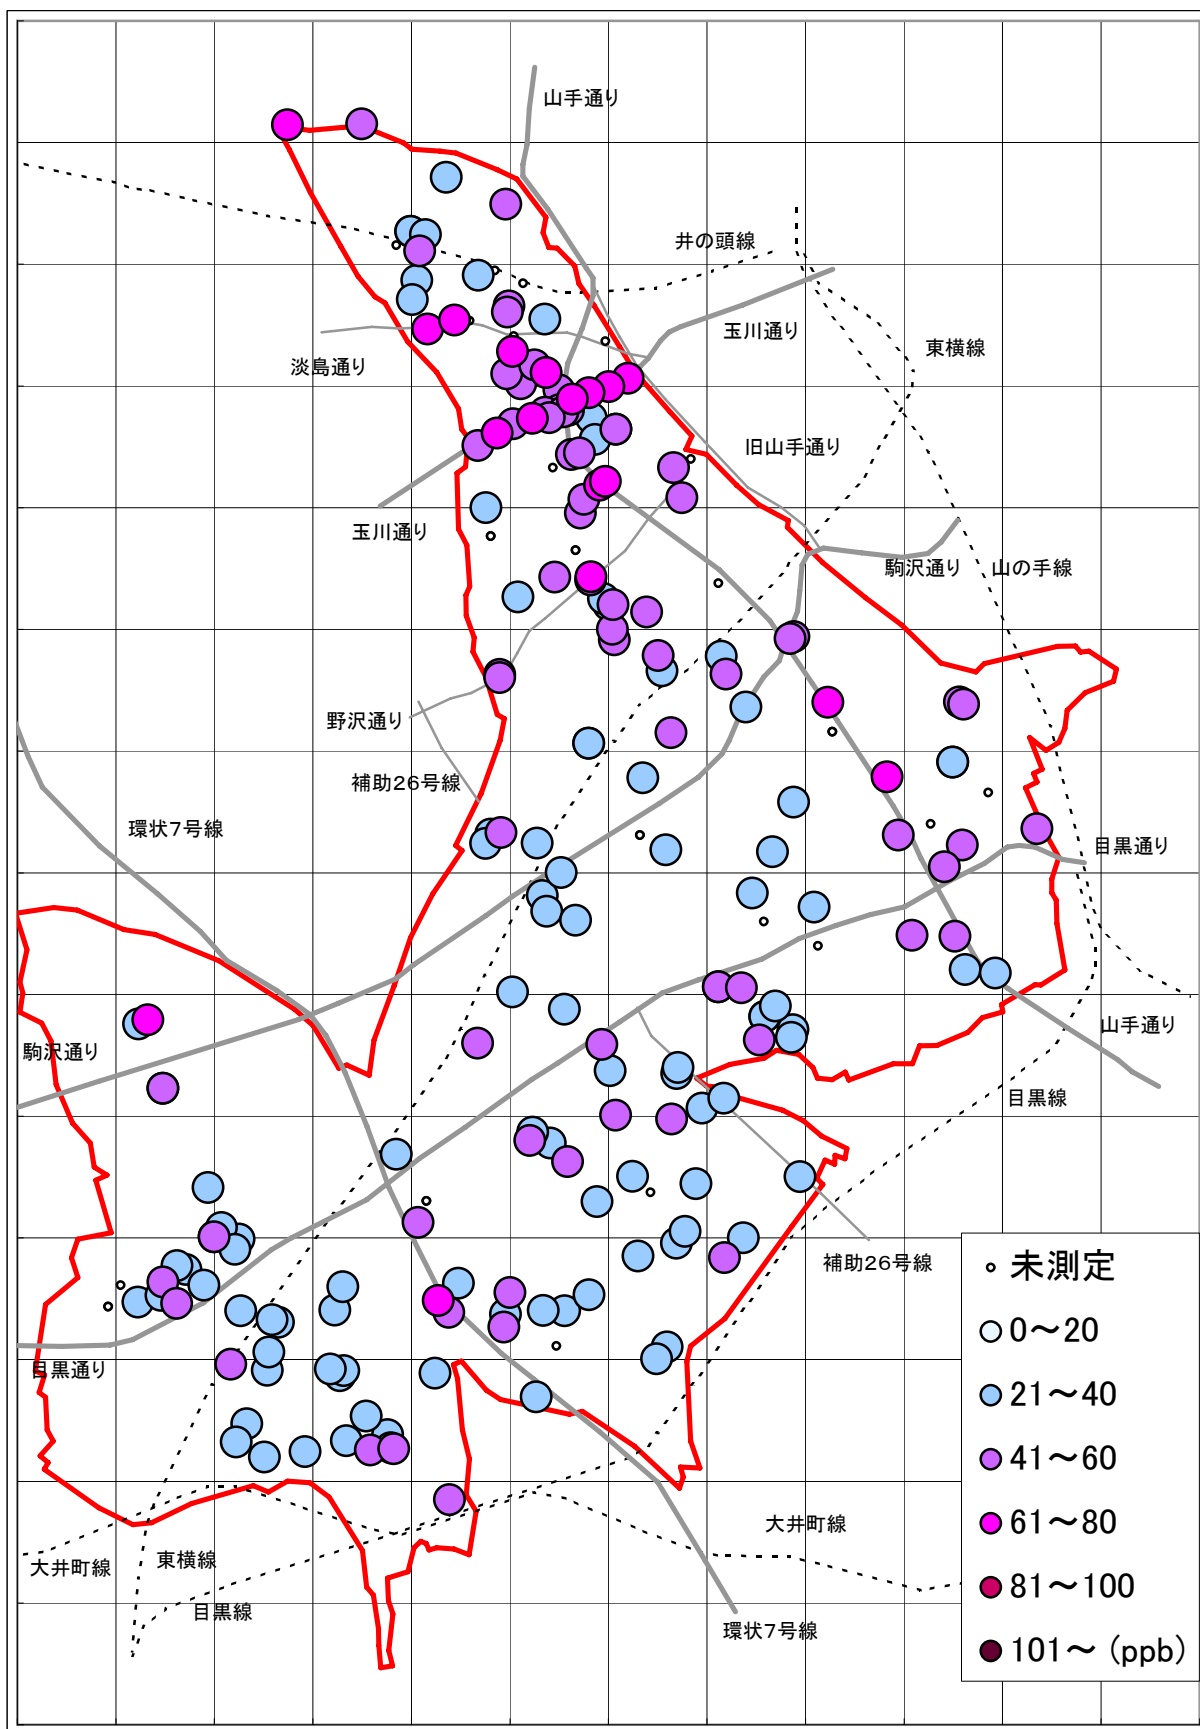 山手通り
井の頭線
玉川通り
東横線
淡島通り
旧山手通り
玉川通り
駒沢通り
山の手線
野沢通り
補助26号線
環状7号線
目黒通り
山手通り
駒沢通り
目黒線
補助26号線
目黒通り
大井町線
東横線
大井町線
目黒線
環状7号線
未測定
0～20
21～40
41～60
61～80
81～100
101～(ppb)